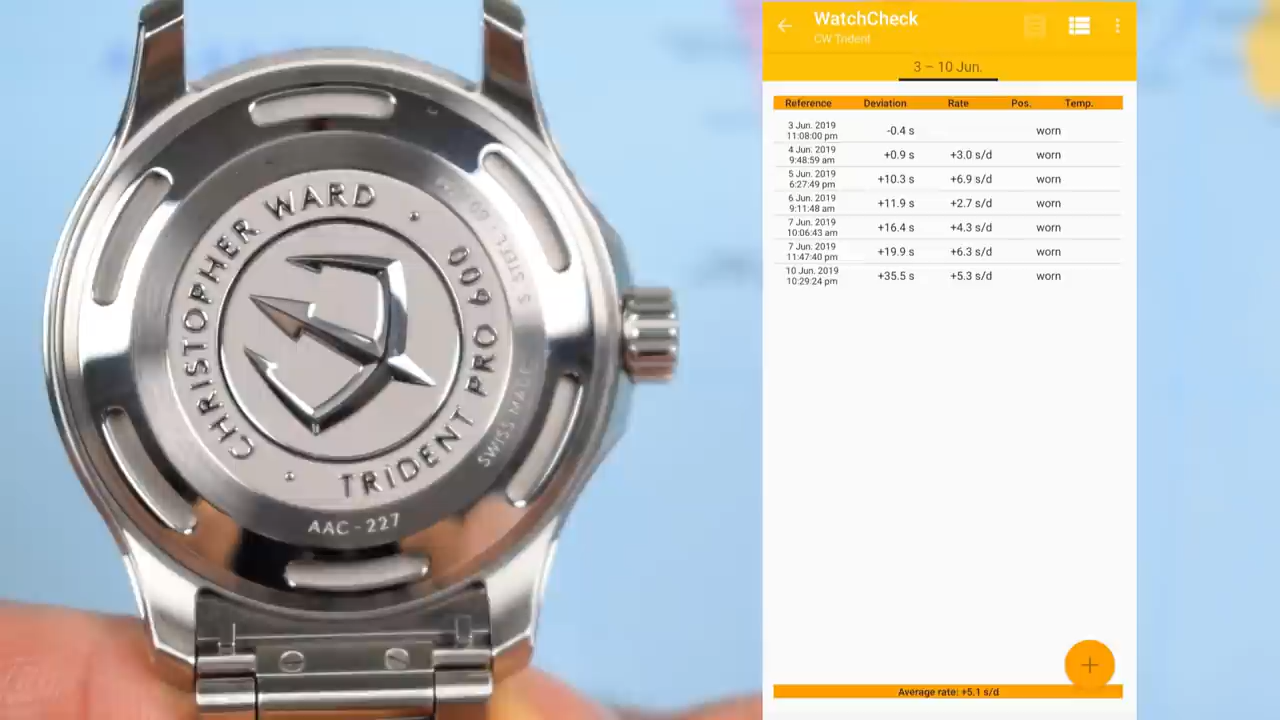 CHRISTOPHER WARD
TRIDENT PRO 600
SWISS MADE
AAC-227
WatchCheck
CW Trident
3 – 10 Jun.
Reference Deviation Rate Pos. Temp.
3 Jun. 2019
11:08:00 pm -0.4 s worn
4 Jun. 2019
9:48:59 am +0.9 s +3.0 s/d worn
5 Jun. 2019
6:27:49 pm +10.3 s +6.9 s/d worn
6 Jun. 2019
9:11:48 am +11.9 s +2.7 s/d worn
7 Jun. 2019
10:06:43 am +16.4 s +4.3 s/d worn
7 Jun. 2019
11:47:40 pm +19.9 s +6.3 s/d worn
10 Jun. 2019
10:29:24 pm +35.5 s +5.3 s/d worn
Average rate: +5.1 s/d